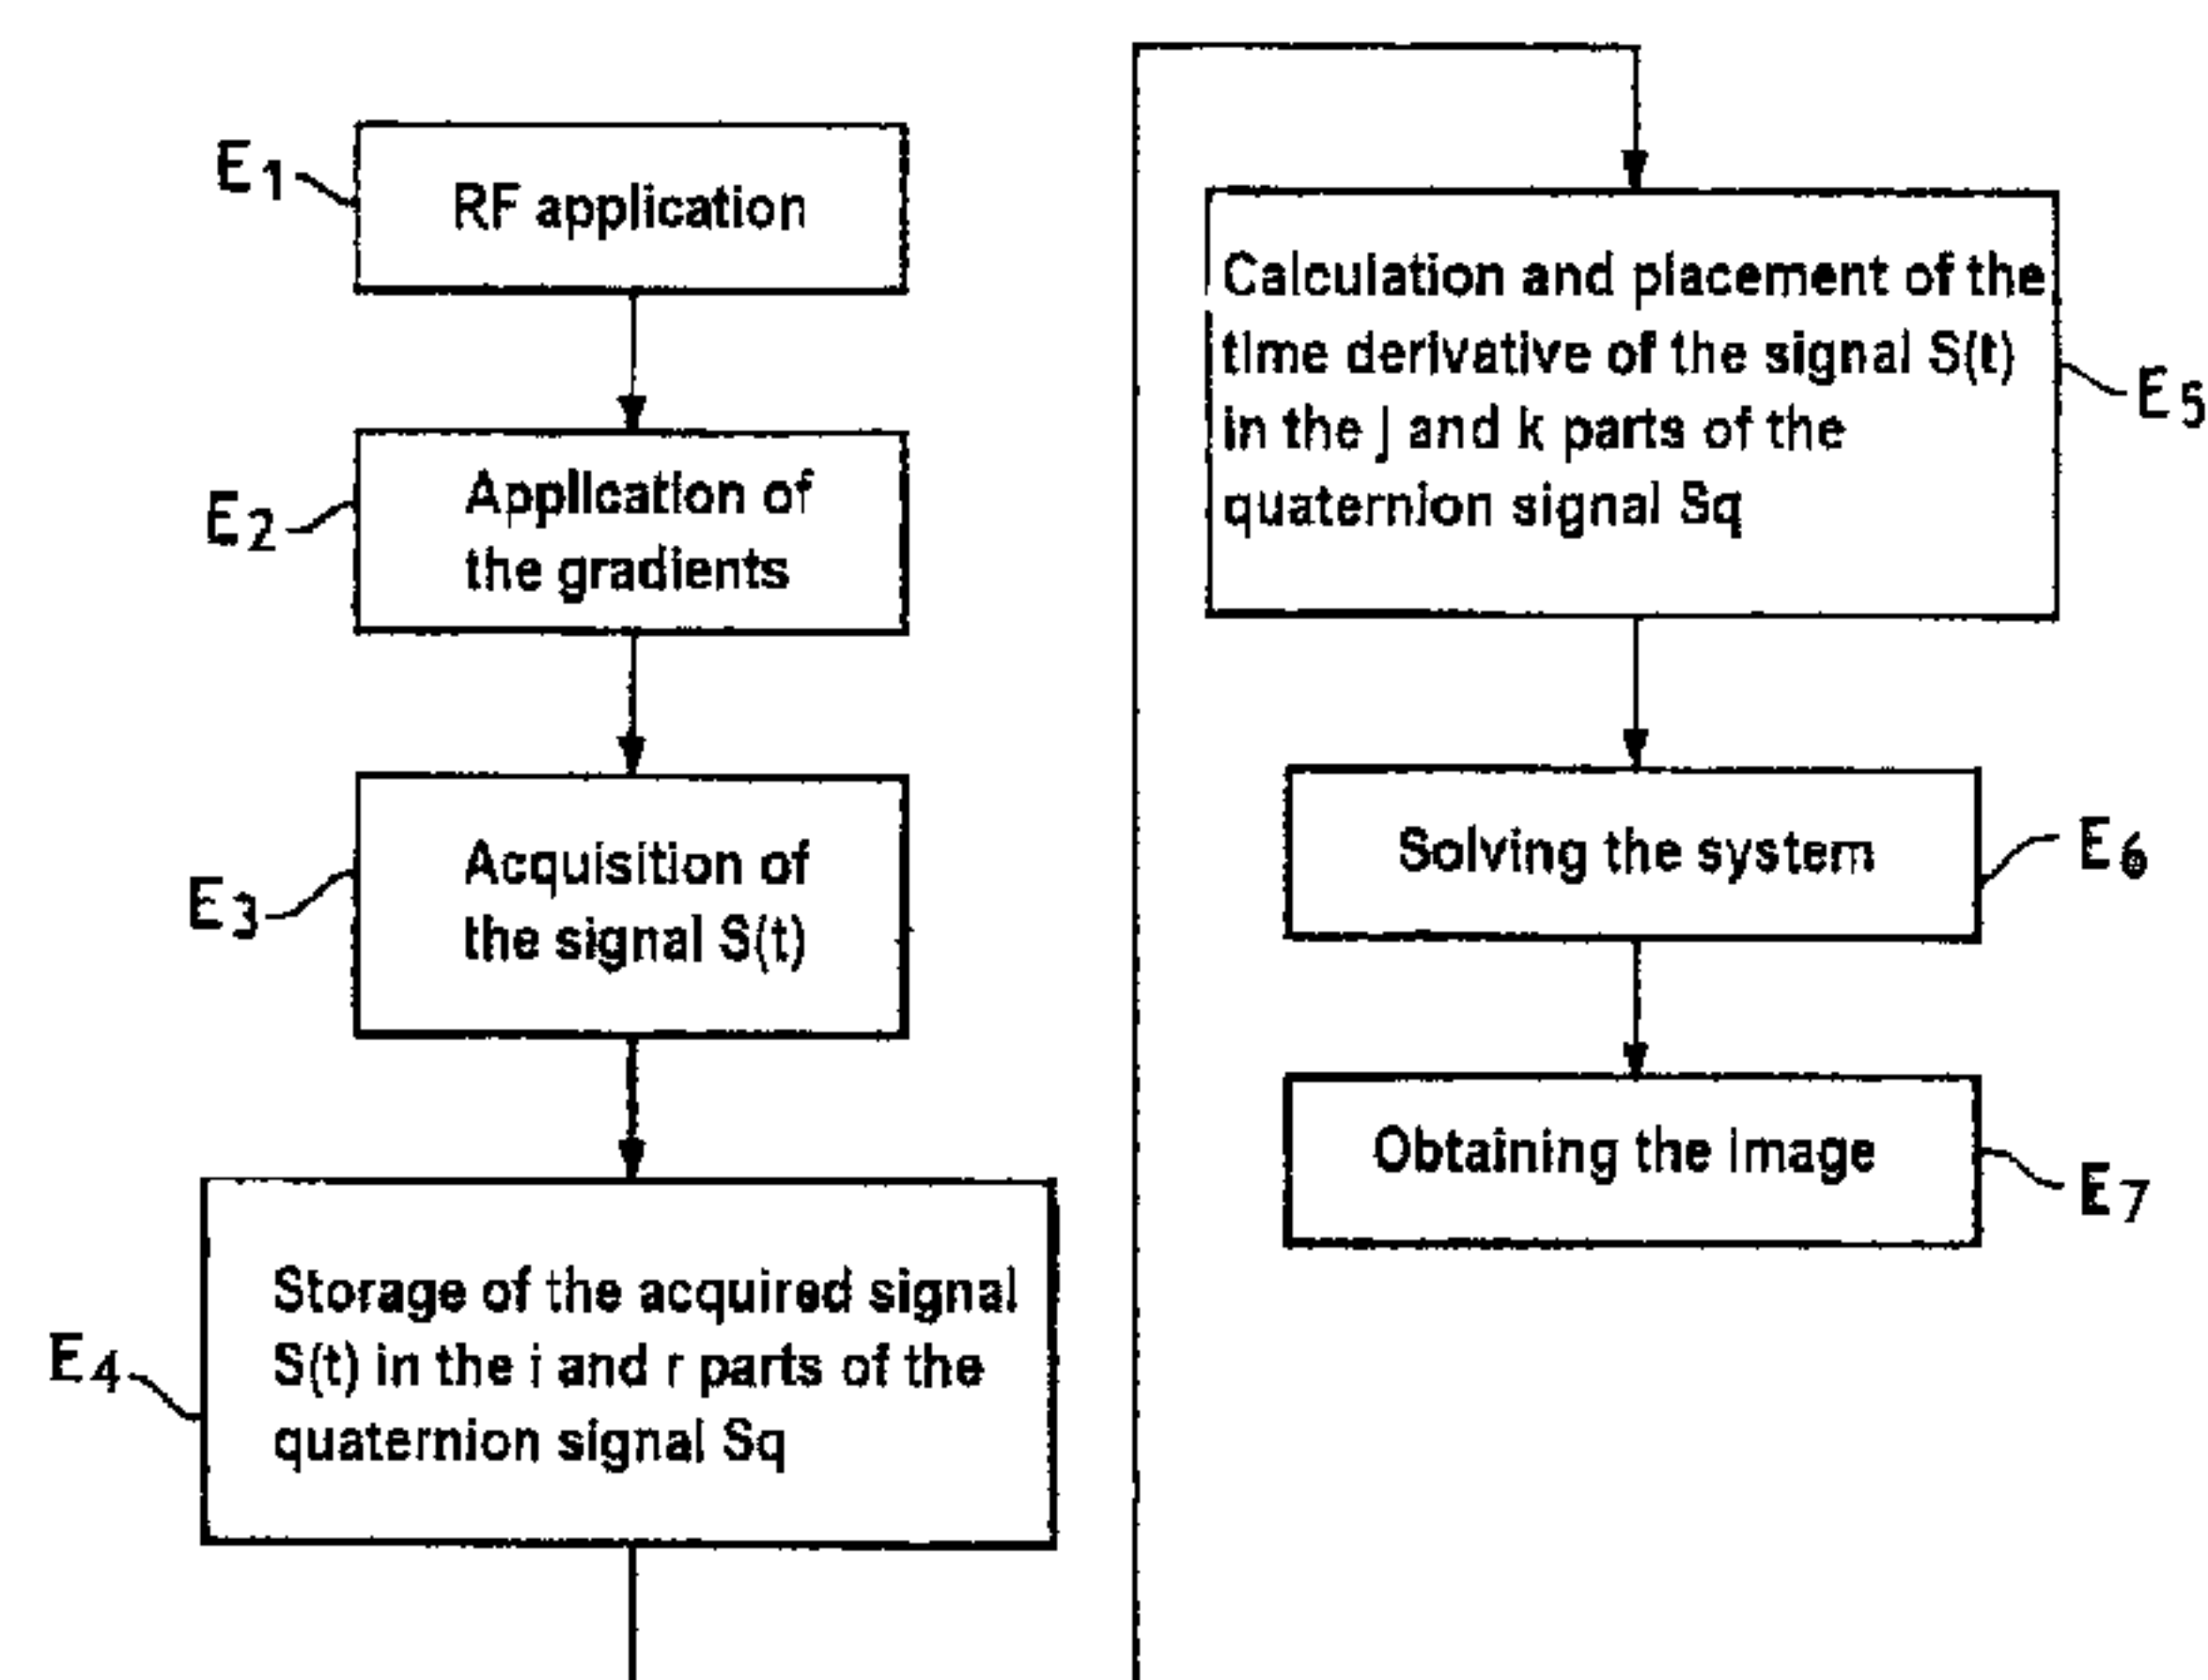 E1
RF application
E2
Application of
the gradients
E3
Acquisition of
the signal S(t)
E4
Storage of the acquired signal
S(t) in the i and r parts of the
quaternion signal Sq
Calculation and placement of the
time derivative of the signal S(t)
in the j and k parts of the
quaternion signal Sq
E5
Solving the system
E6
Obtaining the image
E7